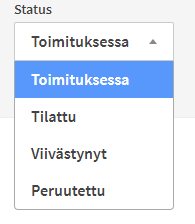 Status
Toimituksessa
Toimituksessa
Tilattu
Viivästynyt
Peruutettu